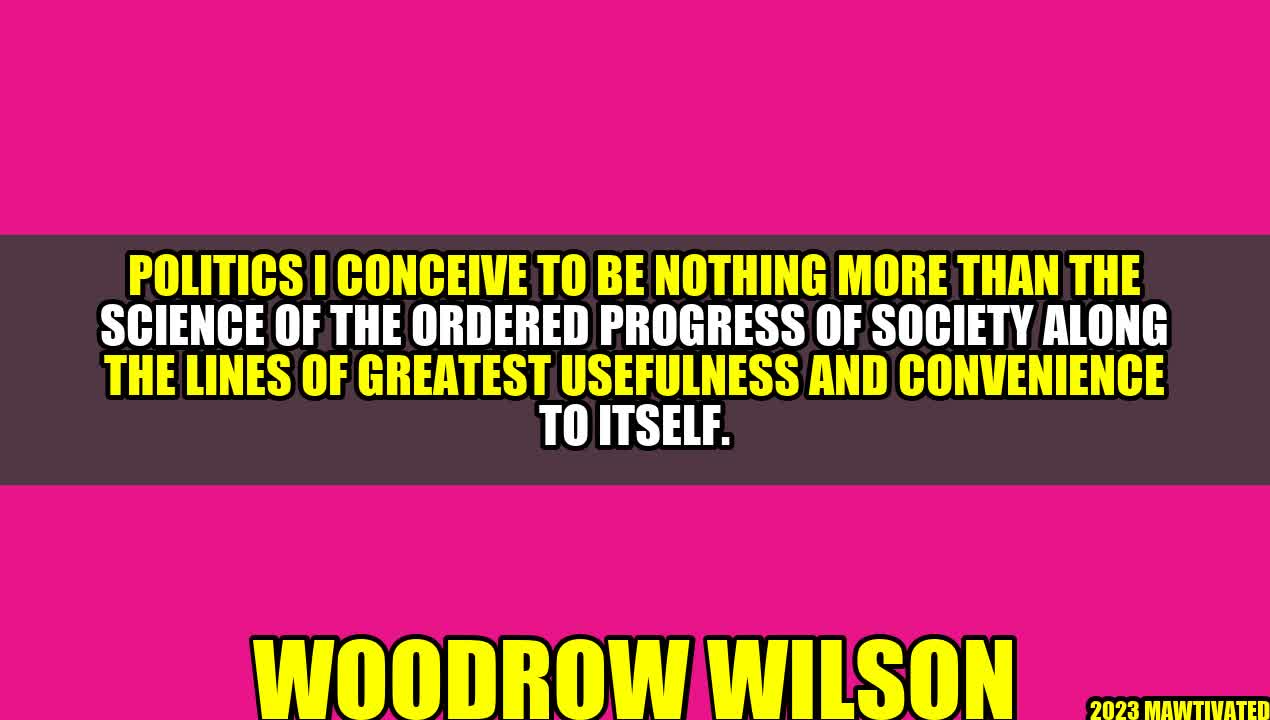 POLITICS I CONCEIVE TO BE NOTHING MORE THAN THE
SCIENCE OF THE ORDERED PROGRESS OF SOCIETY ALONG
THE LINES OF GREATEST USEFULNESS AND CONVENIENCE
TO ITSELF.
WOODROW WILSON
2023 MAWTIVATED